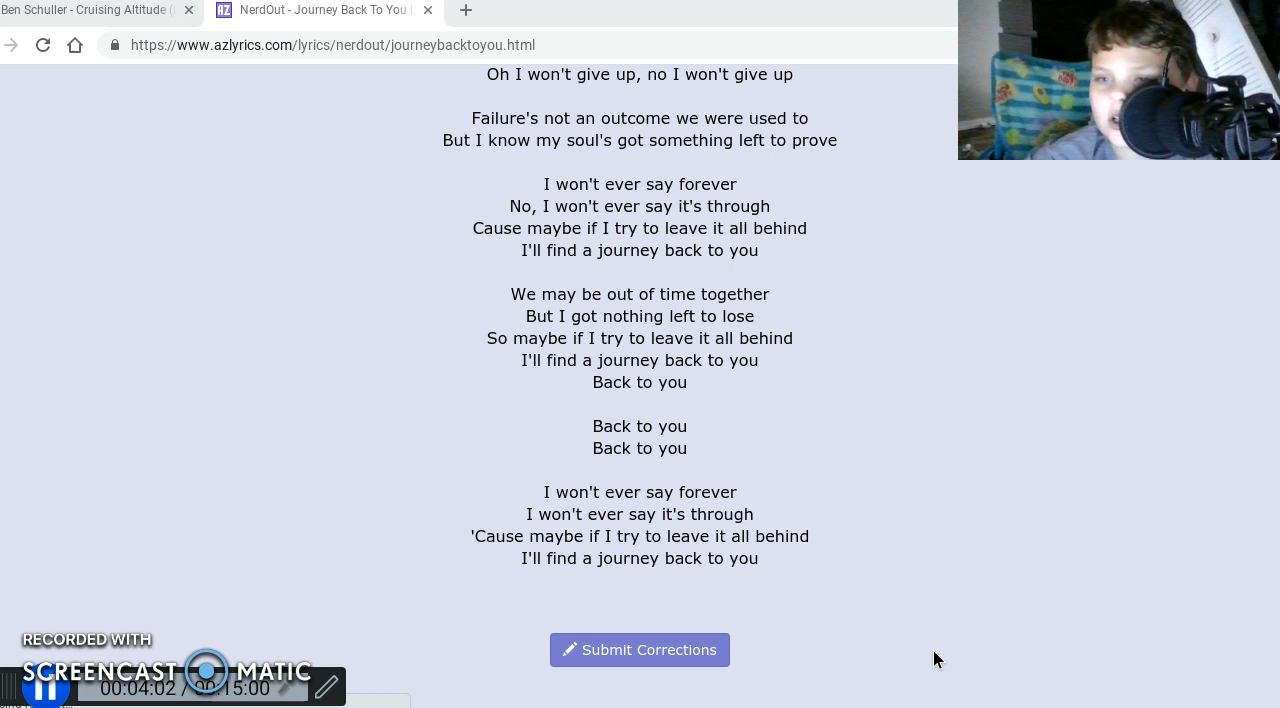 Ben Schuller - Cruising Altitude (
NerdOut - Journey Back To You
https://www.azlyrics.com/lyrics/nerdout/journeybacktoyou.html
Oh I won't give up, no I won't give up
Failure's not an outcome we were used to
But I know my soul's got something left to prove
I won't ever say forever
No, I won't ever say it's through
Cause maybe if I try to leave it all behind
I'll find a journey back to you
We may be out of time together
But I got nothing left to lose
So maybe if I try to leave it all behind
I'll find a journey back to you
Back to you
Back to you
Back to you
I won't ever say forever
I won't ever say it's through
'Cause maybe if I try to leave it all behind
I'll find a journey back to you
Submit Corrections
RECORDED WITH
SCREENCAST MATIC
00:04:02 / 00:15:00